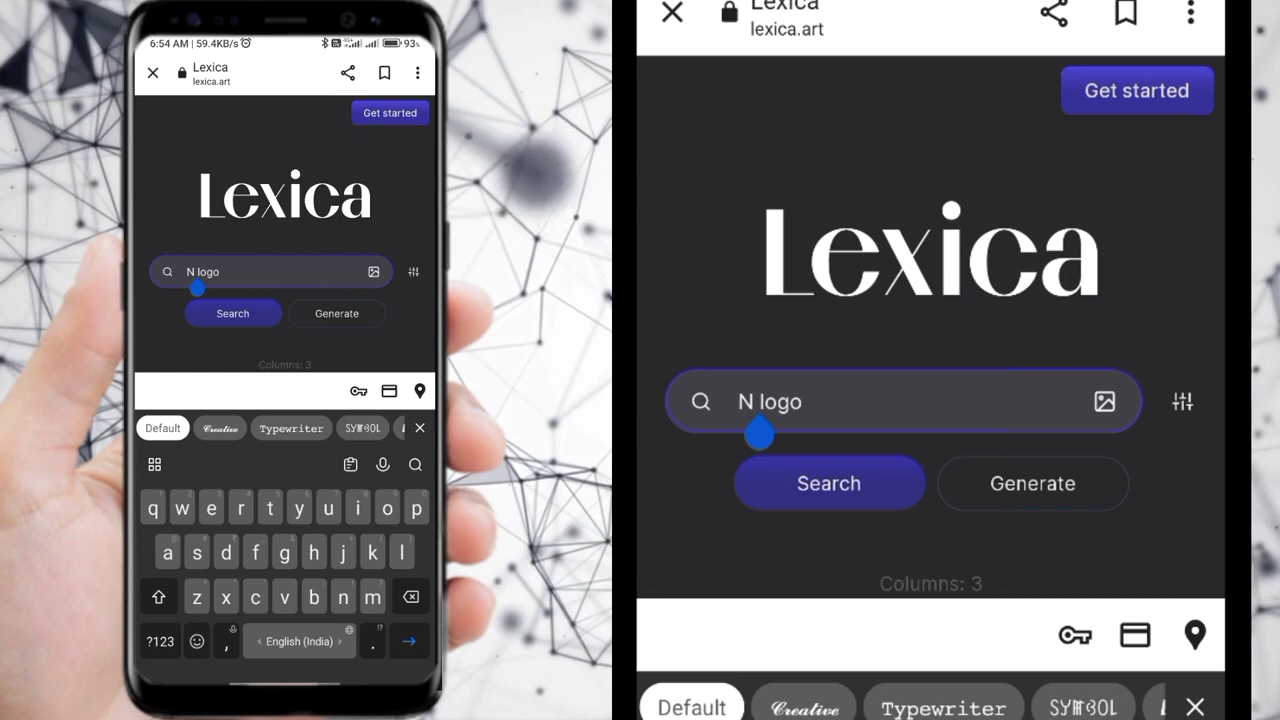 6:54 AM | 59.4KB/s
93%
Lexica
lexica.art
Get started
Lexica
N logo
Search
Generate
Columns: 3
Default
Creative
Typewriter
SYMBOL
q w e r t y u i o p
a s d f g h j k l
z x c v b n m
?123
,
English (India)
.
Lexica
lexica.art
Get started
Lexica
N logo
Search
Generate
Columns: 3
Default
Creative
Typewriter
SYMBOL